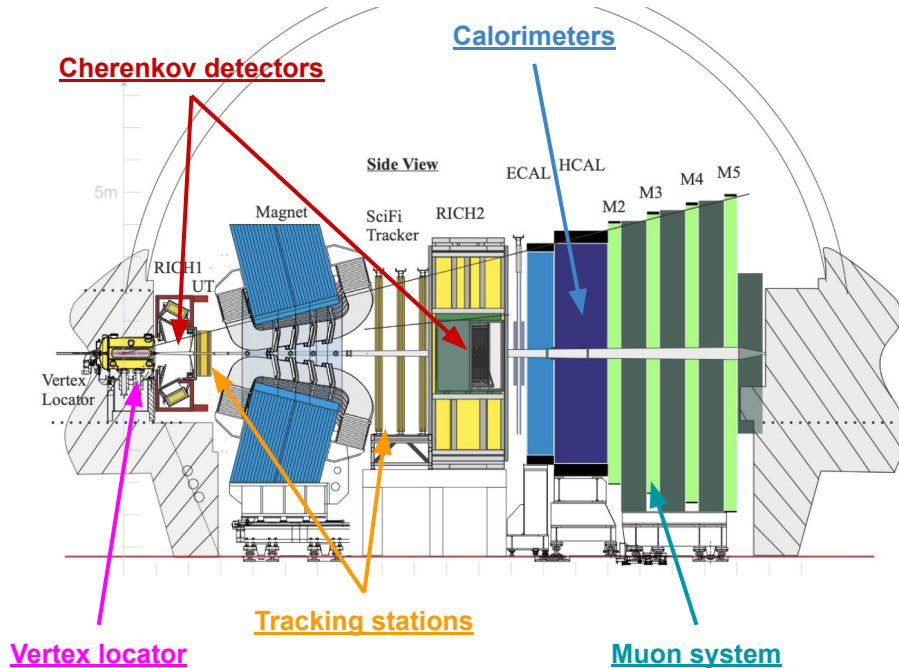 Calorimeters
Cherenkov detectors
Side View
ECAL
HCAL
M2
M3
M4
M5
5m
Magnet
SciFi
Tracker
RICH2
RICH1
UT
Vertex
Locator
Tracking stations
Vertex locator
Muon system